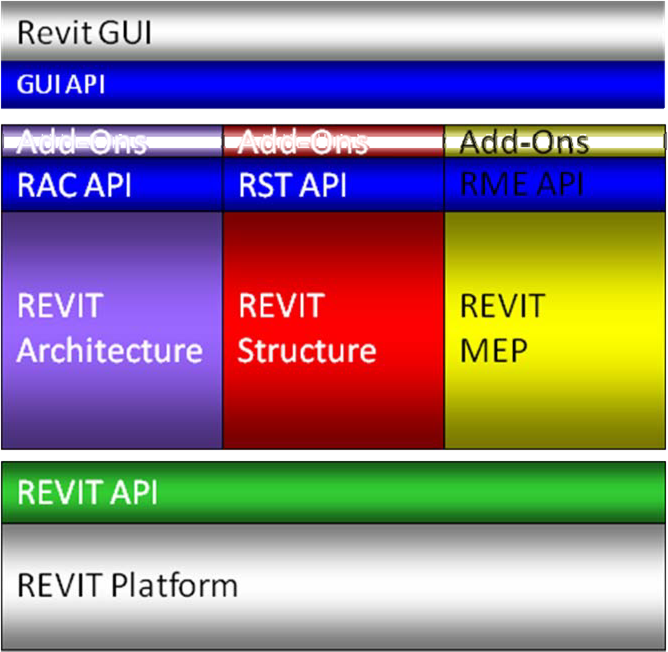 Revit GUI
GUI API
Add-Ons
Add-Ons
Add-Ons
RAC API
RST API
RME API
REVIT
Architecture
REVIT
Structure
REVIT
MEP
REVIT API
REVIT Platform